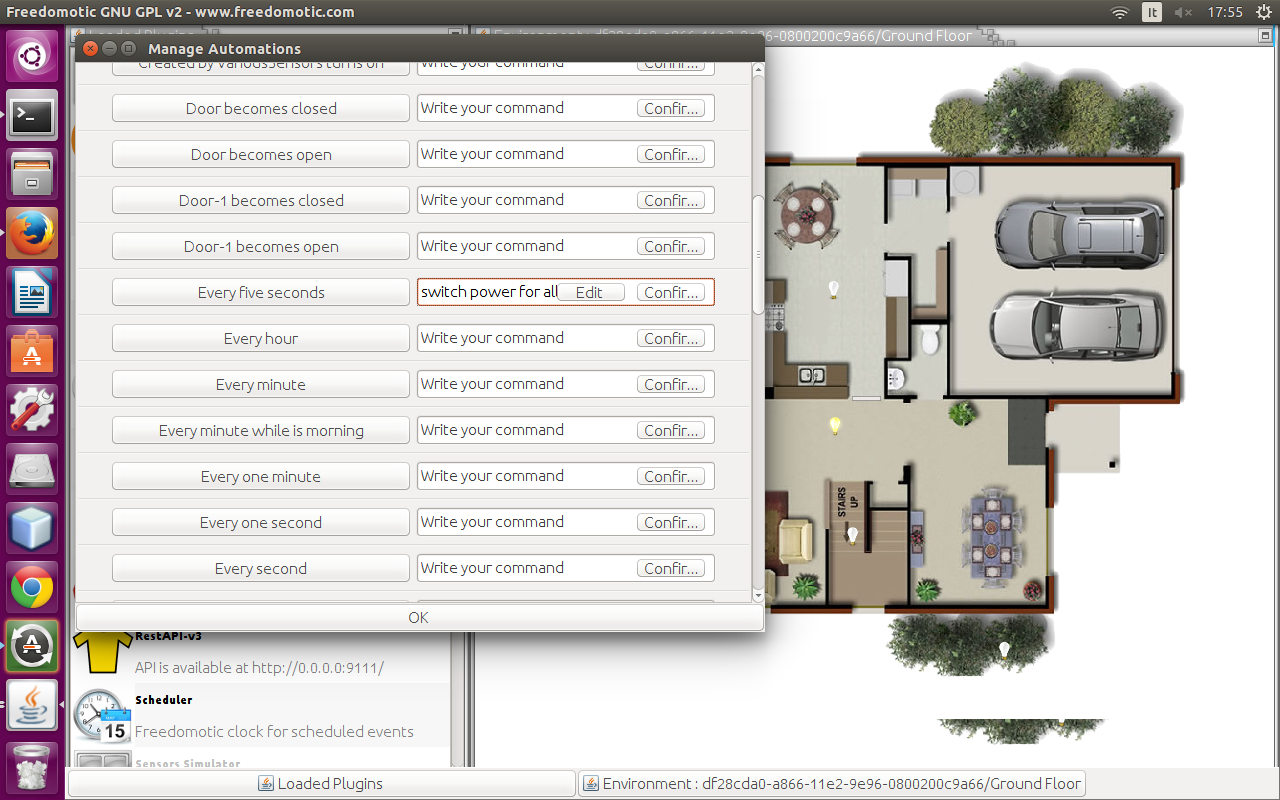 Freedomotic GNU GPL v2 - www.freedomotic.com
It
17:55
Loaded Plugins
Environment : df28cda0-a866-11e2-9e96-0800200c9a66/Ground Floor
Manage Automations
Created by VariousSensors turns on
Write your command
Confir...
Door becomes closed
Write your command
Confir...
Door becomes open
Write your command
Confir...
Door-1 becomes closed
Write your command
Confir...
Door-1 becomes open
Write your command
Confir...
Every five seconds
switch power for all
Edit
Confir...
Every hour
Write your command
Confir...
Every minute
Write your command
Confir...
Every minute while is morning
Write your command
Confir...
Every one minute
Write your command
Confir...
Every one second
Write your command
Confir...
Every second
Write your command
Confir...
OK
STAIRS
UP
RestAPI-v3
API is available at http://0.0.0.0:9111/
Scheduler
15
Freedomotic clock for scheduled events
Sensors Simulator
Loaded Plugins
Environment : df28cda0-a866-11e2-9e96-0800200c9a66/Ground Floor